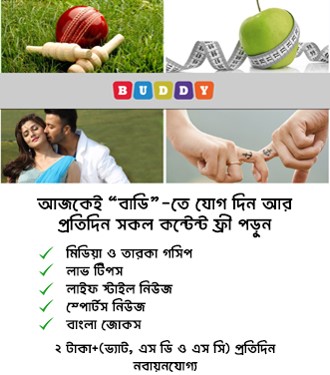 BUDDY
আজকেই “বাডি”-তে যোগ দিন আর
প্রতিদিন সকল কন্টেন্ট ফ্রী পড়ুন
মিডিয়া ও তারকা গসিপ
লাভ টিপস
লাইফ স্টাইল নিউজ
স্পোর্টস নিউজ
বাংলা জোকস
২ টাকা+(ভ্যাট, এস ডি ও এস সি) প্রতিদিন
নবায়নযোগ্য